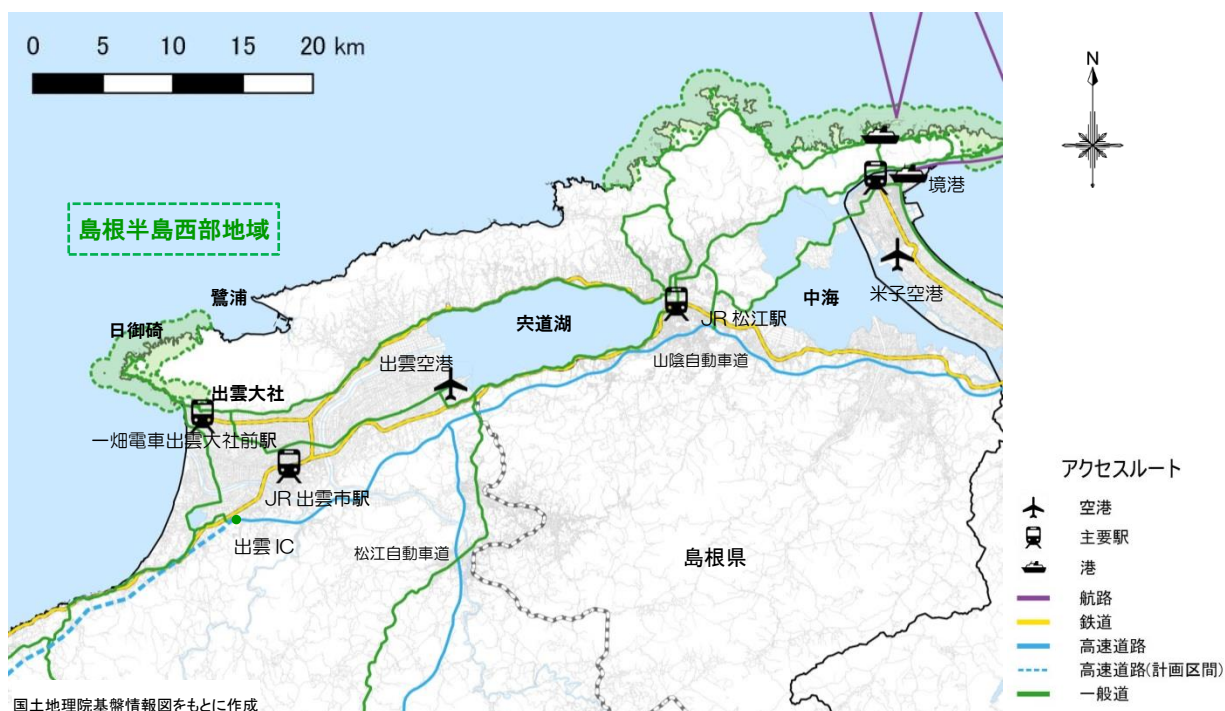 0 5 10 15 20 km
N
境港
島根半島西部地域
米子空港
中海
鷺浦
宍道湖
JR 松江駅
日御碕
山陰自動車道
出雲空港
出雲大社
一畑電車出雲大社前駅
アクセスルート
JR 出雲市駅
空港
主要駅
出雲 IC
松江自動車道
島根県
港
航路
鉄道
高速道路
高速道路(計画区間)
一般道
国土地理院基盤情報図をもとに作成